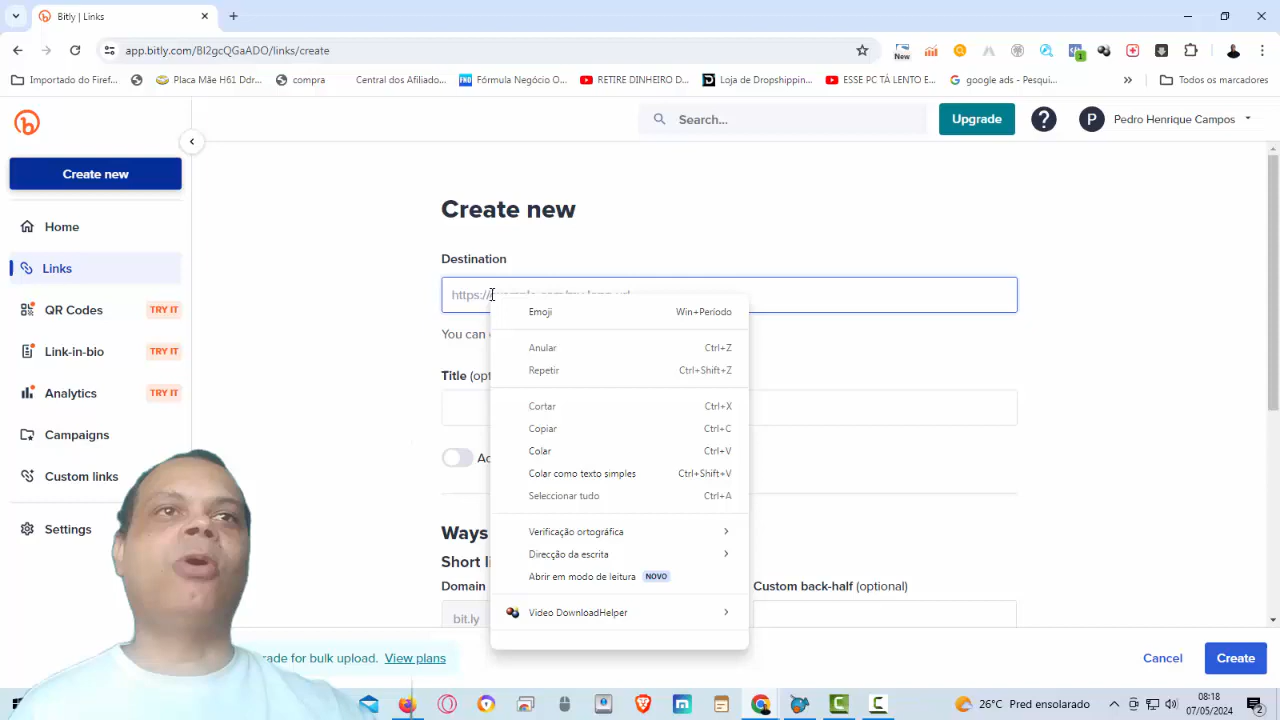 Bitly | Links
app.bitly.com/BI2gcQGaADO/links/create
New
1
Importado do Firef...
Placa Mãe H61 Ddr...
compra
Central dos Afiliado...
FNO
Fórmula Negócio O...
RETIRE DINHEIRO D...
Loja de Dropshippin...
ESSE PC TÁ LENTO E...
google ads - Pesqui...
Todos os marcadores
Search...
Upgrade
P
Pedro Henrique Campos
Create new
Home
Links
QR Codes
TRY IT
Link-in-bio
TRY IT
Analytics
TRY IT
Campaigns
Custom links
Settings
Create new
Destination
You can
Title (opt
Ways
Short li
Domain
bit.ly
Custom back-half (optional)
Emoji Win+Período
Anular Ctrl+Z
Repetir Ctrl+Shift+Z
Cortar Ctrl+X
Copiar Ctrl+C
Colar Ctrl+V
Colar como texto simples Ctrl+Shift+V
Seleccionar tudo Ctrl+A
Verificação ortográfica
Direcção da escrita
Abrir em modo de leitura NOVO
Video DownloadHelper
rade for bulk upload. View plans
Cancel
Create
26°C Pred ensolarado
08:18
07/05/2024
2